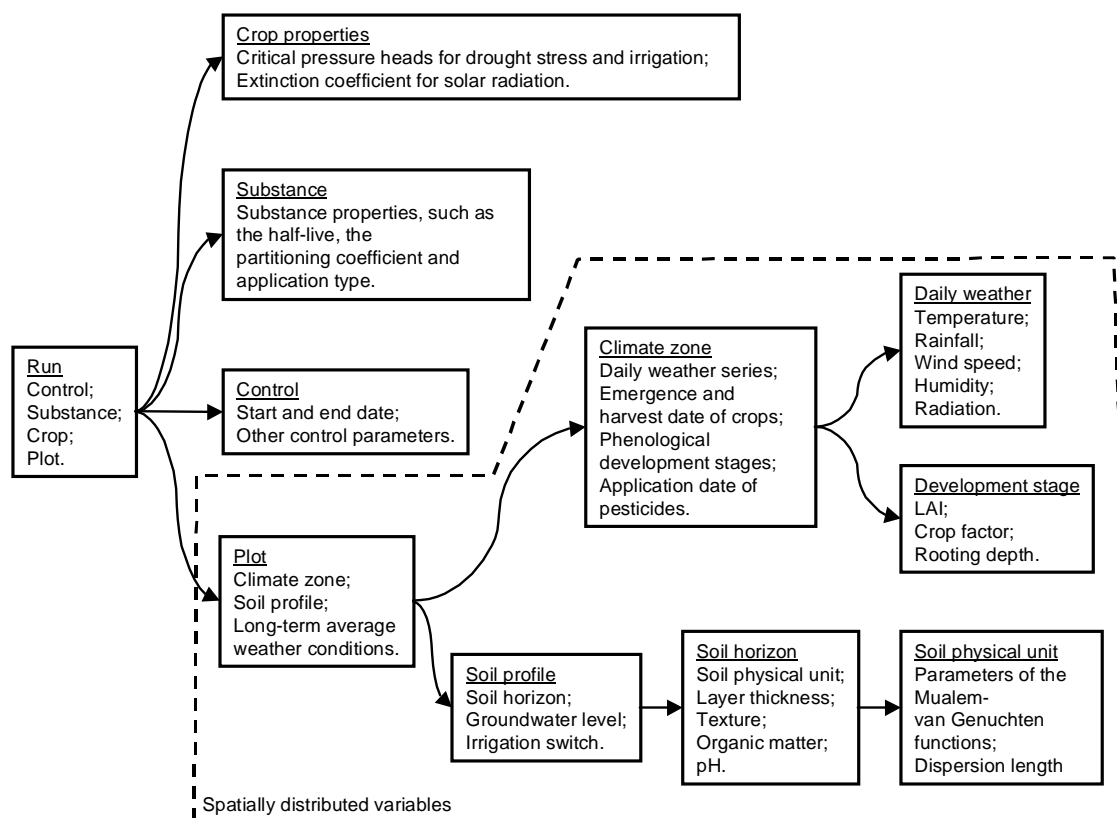 Crop properties
Critical pressure heads for drought stress and irrigation;
Extinction coefficient for solar radiation.
Substance
Substance properties, such as
the half-live, the
partitioning coefficient and
application type.
Run
Control;
Substance;
Crop;
Plot.
Control
Start and end date;
Other control parameters.
Plot
Climate zone;
Soil profile;
Long-term average
weather conditions.
Climate zone
Daily weather series;
Emergence and
harvest date of crops;
Phenological
development stages;
Application date of
pesticides.
Daily weather
Temperature;
Rainfall;
Wind speed;
Humidity;
Radiation.
Development stage
LAI;
Crop factor;
Rooting depth.
Soil profile
Soil horizon;
Groundwater level;
Irrigation switch.
Soil horizon
Soil physical unit;
Layer thickness;
Texture;
Organic matter;
pH.
Soil physical unit
Parameters of the
Mualem-
van Genuchten
functions;
Dispersion length
Spatially distributed variables